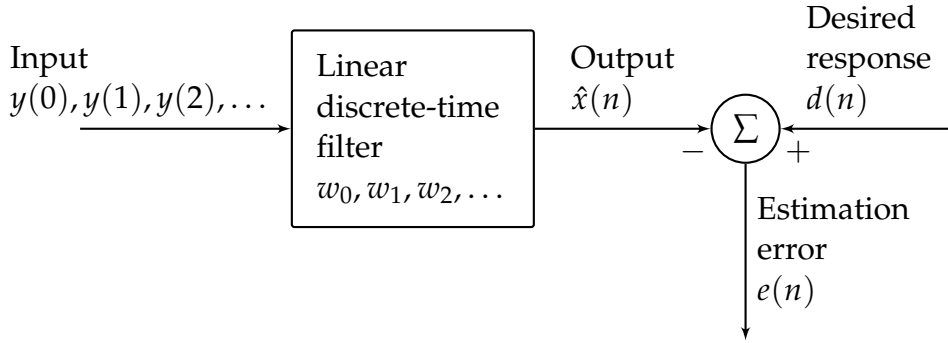 Input
y(0), y(1), y(2), . . .
Linear
discrete-time
filter
w₀, w₁, w₂, . . .
Output
x̂(n)
Desired
response
d(n)
Σ
−
+
Estimation
error
e(n)